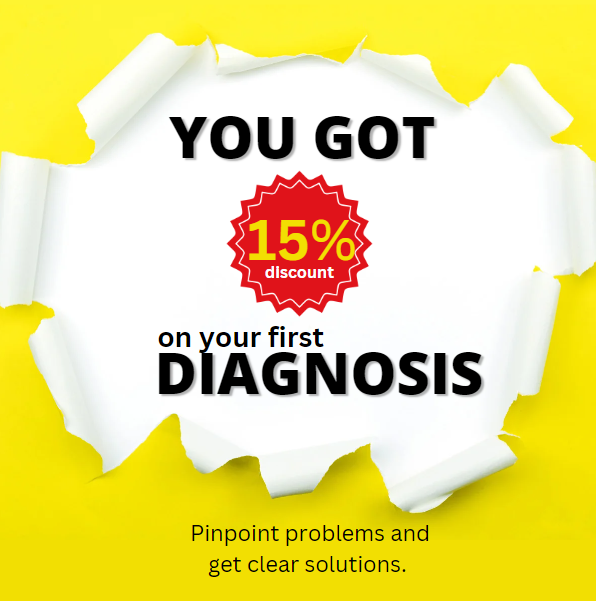 YOU GOT
15%
discount
on your first
DIAGNOSIS
Pinpoint problems and
get clear solutions.